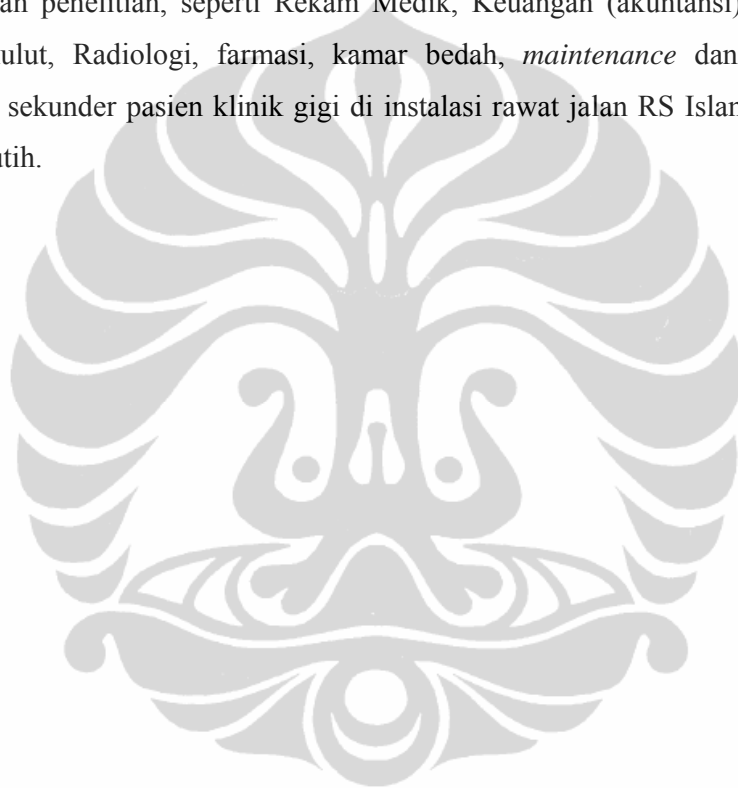 an penelitian, seperti Rekam Medik, Keuangan (akuntansi)
ulut, Radiologi, farmasi, kamar bedah, maintenance dan
sekunder pasien klinik gigi di instalasi rawat jalan RS Islam
utih.